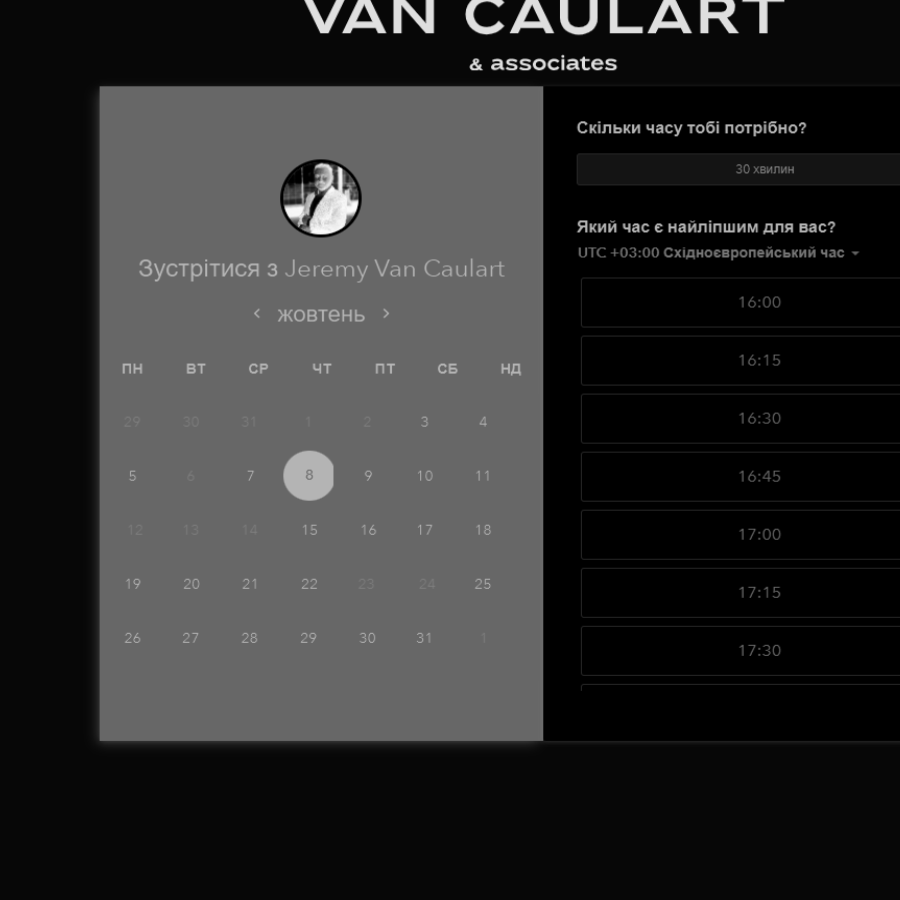 VAN CAULART
& associates
Зустрітися з Jeremy Van Caulart
‹ жовтень ›
ПН ВТ СР ЧТ ПТ СБ НД
29 30 31 1 2 3 4
5 6 7 8 9 10 11
12 13 14 15 16 17 18
19 20 21 22 23 24 25
26 27 28 29 30 31 1
Скільки часу тобі потрібно?
30 хвилин
Який час є найліпшим для вас?
UTC +03:00 Східноєвропейський час
16:00
16:15
16:30
16:45
17:00
17:15
17:30